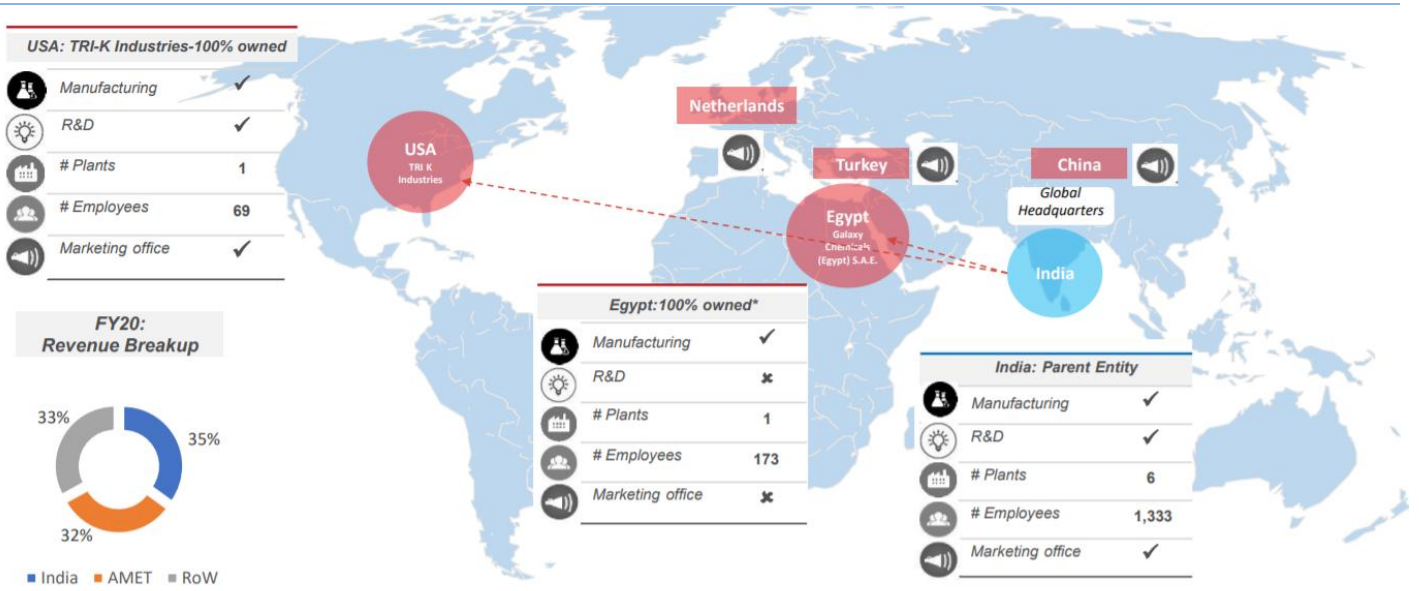 USA: TRI-K Industries-100% owned
Manufacturing ✓
R&D ✓
# Plants 1
# Employees 69
Marketing office ✓
FY20:
Revenue Breakup
33%
35%
32%
India AMET RoW
USA
TRI K
Industries
Netherlands
Turkey
China
Global
Headquarters
Egypt
Galaxy
Chemicals
(Egypt) S.A.E.
India
Egypt:100% owned*
Manufacturing ✓
R&D ✖
# Plants 1
# Employees 173
Marketing office ✖
India: Parent Entity
Manufacturing ✓
R&D ✓
# Plants 6
# Employees 1,333
Marketing office ✓